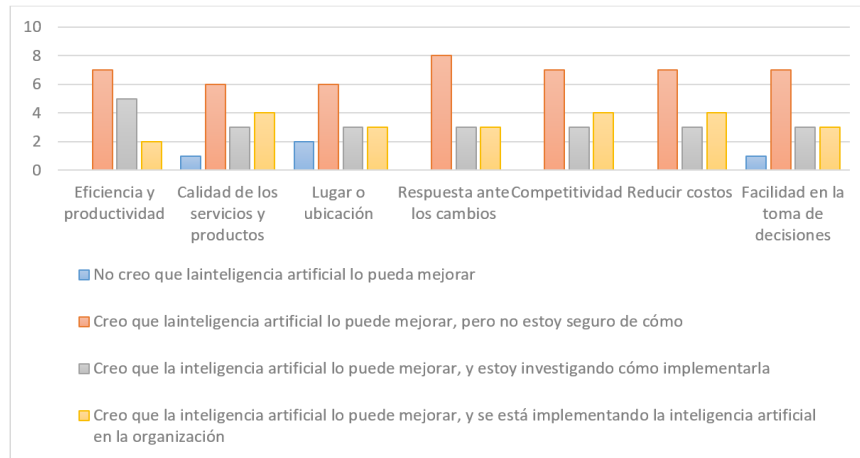 10
8
6
4
2
0
Eficiencia y productividad
Calidad de los servicios y productos
Lugar o ubicación
Respuesta ante los cambios
Competitividad
Reducir costos
Facilidad en la toma de decisiones
No creo que lainteligencia artificial lo pueda mejorar
Creo que lainteligencia artificial lo puede mejorar, pero no estoy seguro de cómo
Creo que la inteligencia artificial lo puede mejorar, y estoy investigando cómo implementarla
Creo que la inteligencia artificial lo puede mejorar, y se está implementando la inteligencia artificial
en la organización